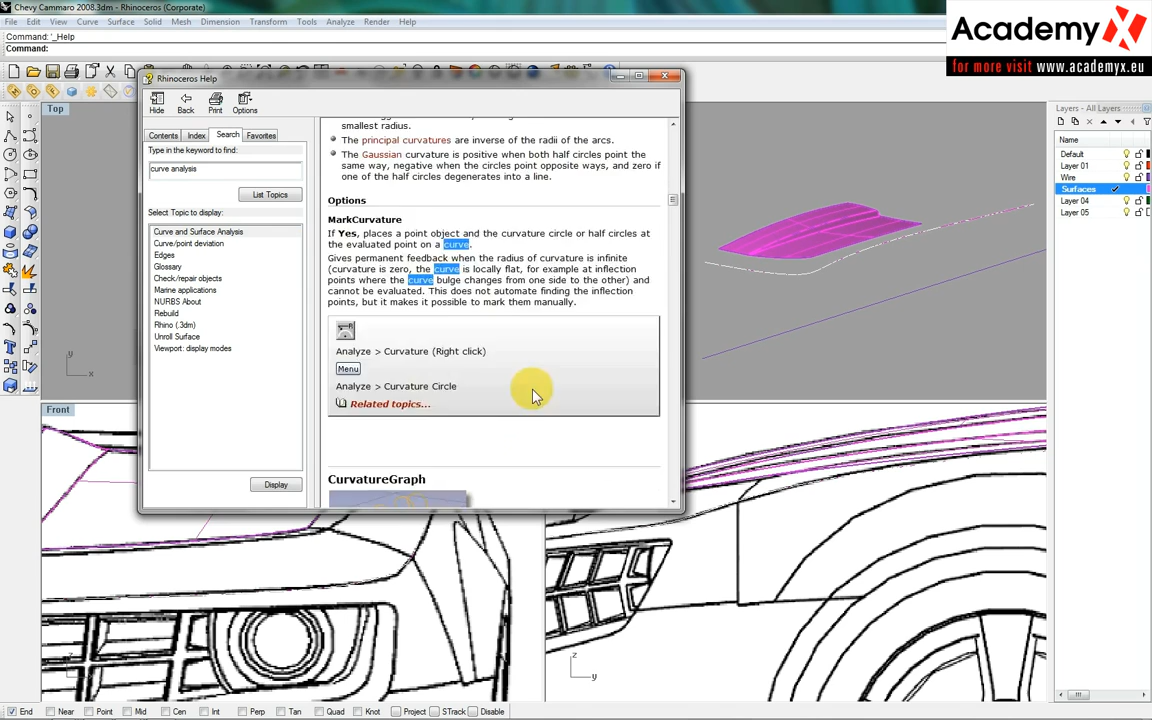 Chevy Cammaro 2008.3dm - Rhinoceros (Corporate)
File Edit View Curve Surface Solid Mesh Dimension Transform Tools Analyze Render Help
Command: '_Help
Command:
Academy
for more visit www.academyx.eu
Rhinoceros Help
Hide Back Print Options
Contents Index Search Favorites
Type in the keyword to find:
curve analysis
List Topics
Select Topic to display:
Curve and Surface Analysis
Curve/point deviation
Edges
Glossary
Check/repair objects
Marine applications
NURBS About
Rebuild
Rhino (.3dm)
Unroll Surface
Viewport: display modes
Display
smallest radius.
The principal curvatures are inverse of the radii of the arcs.
The Gaussian curvature is positive when both half circles point the
same way, negative when the circles point opposite ways, and zero if
one of the half circles degenerates into a line.
Options
MarkCurvature
If Yes, places a point object and the curvature circle or half circles at
the evaluated point on a curve.
Gives permanent feedback when the radius of curvature is infinite
(curvature is zero, the curve is locally flat, for example at inflection
points where the curve bulge changes from one side to the other) and
cannot be evaluated. This does not automate finding the inflection
points, but it makes it possible to mark them manually.
Analyze > Curvature (Right click)
Menu
Analyze > Curvature Circle
Related topics...
CurvatureGraph
Top
y
x
Front
z
z
y
Layers - All Layers
Name
Default
Layer 01
Wire
Surfaces
Layer 04
Layer 05
End Near Point Mid Cen Int Perp Tan Quad Knot Project STrack Disable